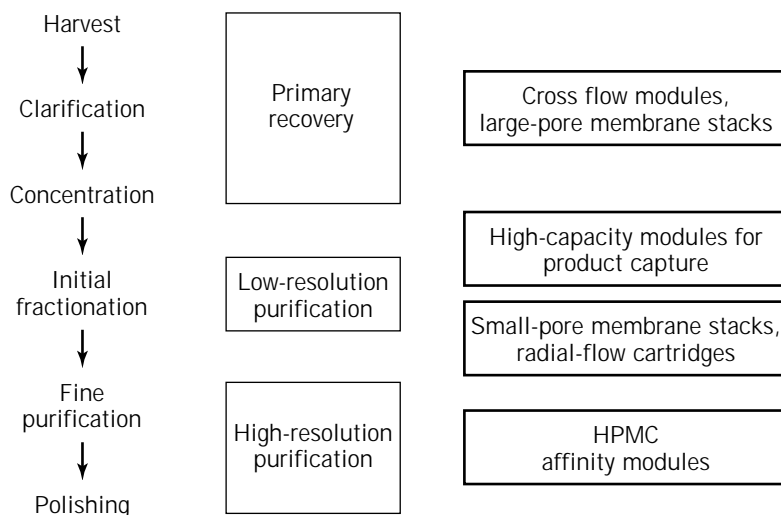 Harvest
Clarification
Concentration
Initial
fractionation
Fine
purification
Polishing
Primary
recovery
Low-resolution
purification
High-resolution
purification
Cross flow modules,
large-pore membrane stacks
High-capacity modules for
product capture
Small-pore membrane stacks,
radial-flow cartridges
HPMC
affinity modules